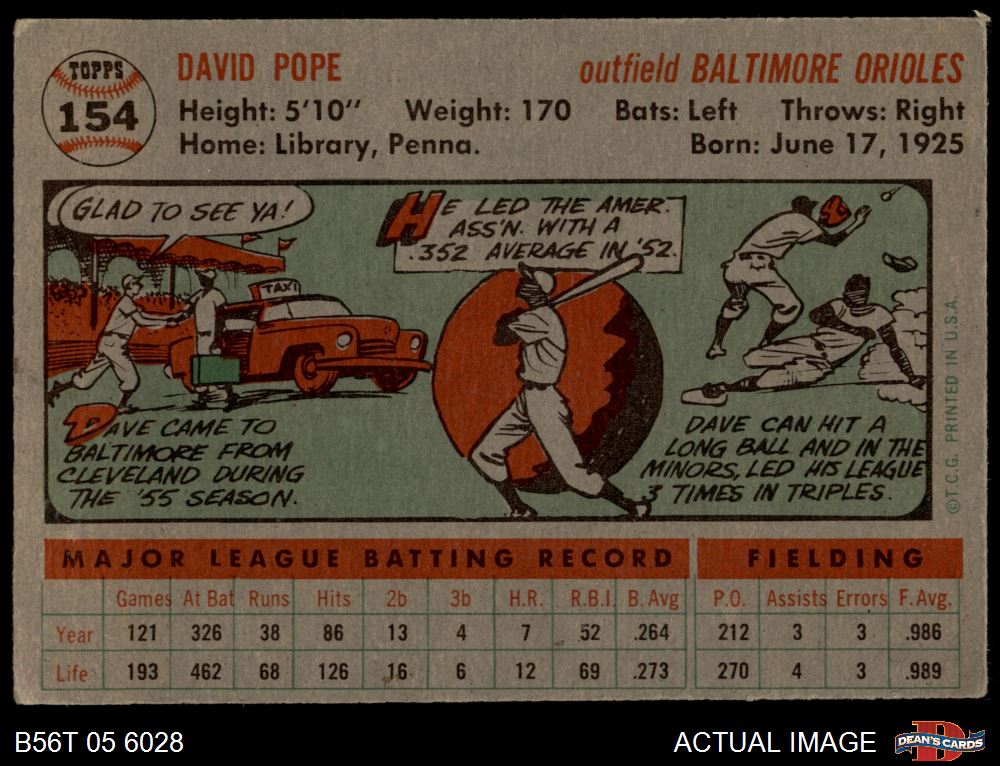 TOPPS
154
DAVID POPE
outfield BALTIMORE ORIOLES
Height: 5'10" Weight: 170 Bats: Left Throws: Right
Home: Library, Penna. Born: June 17, 1925
GLAD TO SEE YA!
TAXI
DAVE CAME TO
BALTIMORE FROM
CLEVELAND DURING
THE '55 SEASON.
HE LED THE AMER.
ASS'N. WITH A
.352 AVERAGE IN '52.
DAVE CAN HIT A
LONG BALL AND IN THE
MINORS, LED HIS LEAGUE
3 TIMES IN TRIPLES.
©T.C.G. PRINTED IN U.S.A.
MAJOR LEAGUE BATTING RECORD FIELDING
Games At Bat Runs Hits 2b 3b H.R. R.B.I. B. Avg P.O. Assists Errors F. Avg.
Year 121 326 38 86 13 4 7 52 .264 212 3 3 .986
Life 193 462 68 126 16 6 12 69 .273 270 4 3 .989
B56T 05 6028 ACTUAL IMAGE DEAN'S CARDS